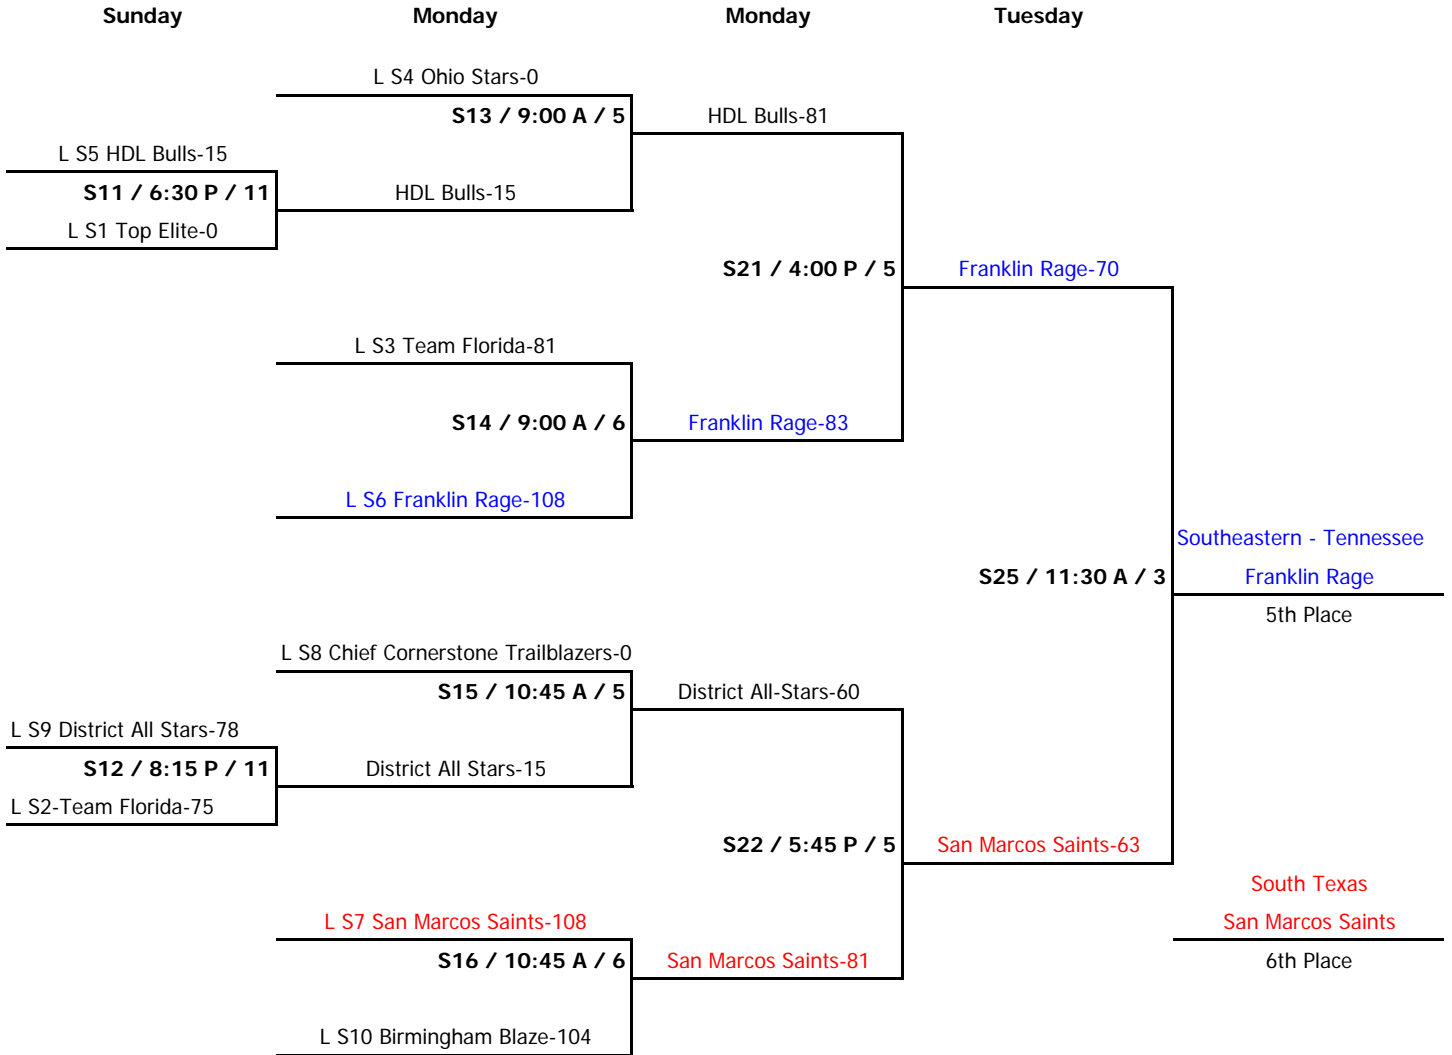 Sunday Monday Monday Tuesday
L S4 Ohio Stars-0
S13 / 9:00 A / 5 HDL Bulls-81
L S5 HDL Bulls-15
S11 / 6:30 P / 11 HDL Bulls-15
L S1 Top Elite-0
S21 / 4:00 P / 5 Franklin Rage-70
L S3 Team Florida-81
S14 / 9:00 A / 6 Franklin Rage-83
L S6 Franklin Rage-108
Southeastern - Tennessee
S25 / 11:30 A / 3 Franklin Rage
5th Place
L S8 Chief Cornerstone Trailblazers-0
S15 / 10:45 A / 5 District All-Stars-60
L S9 District All Stars-78
S12 / 8:15 P / 11 District All Stars-15
L S2-Team Florida-75
S22 / 5:45 P / 5 San Marcos Saints-63
South Texas
L S7 San Marcos Saints-108 San Marcos Saints
S16 / 10:45 A / 6 San Marcos Saints-81 6th Place
L S10 Birmingham Blaze-104